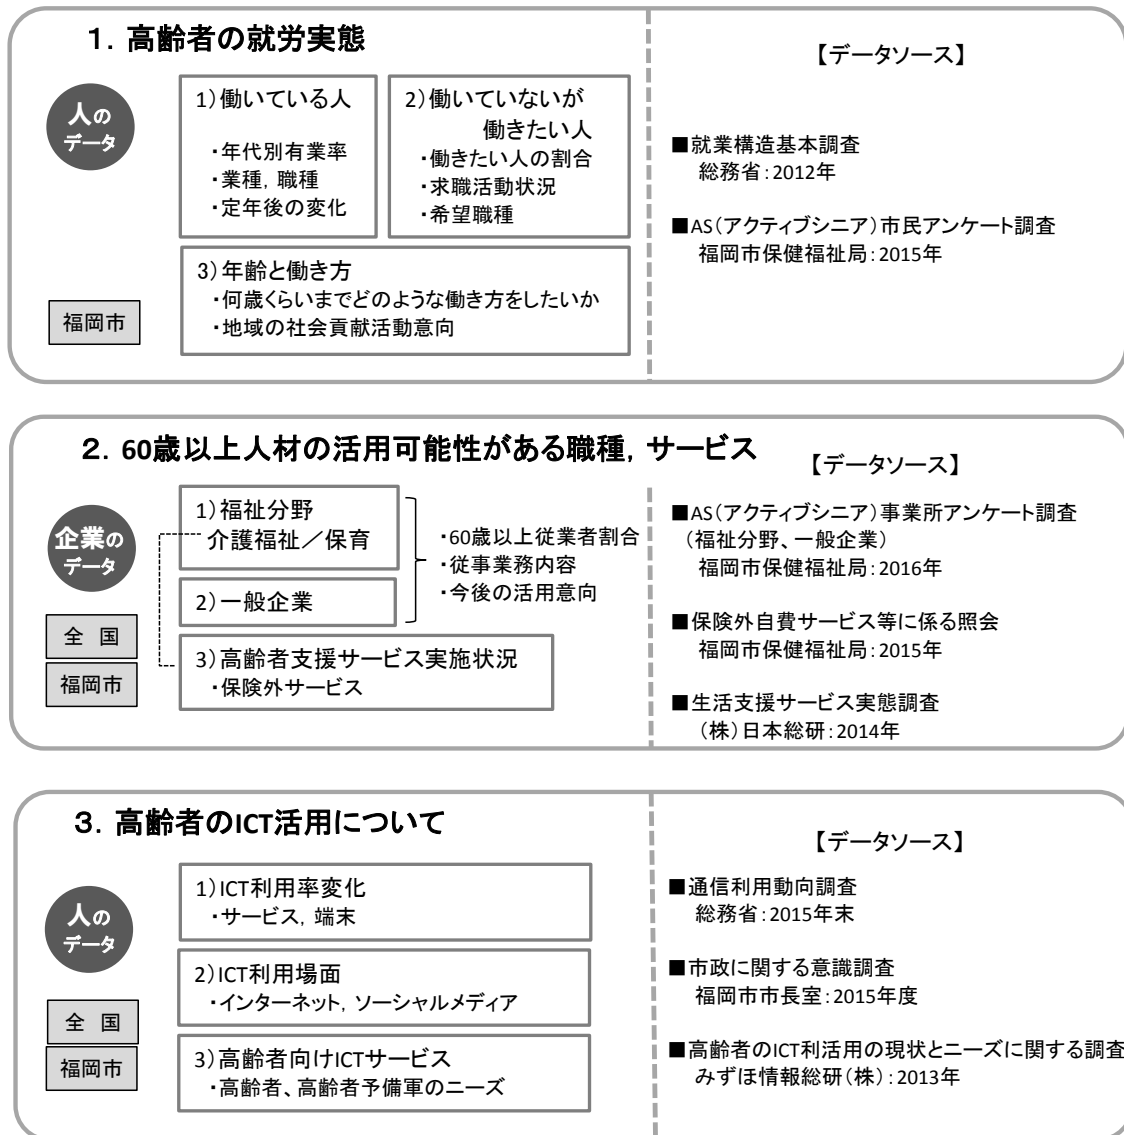 1．高齢者の就労実態
人の
データ
福岡市
1）働いている人
・年代別有業率
・業種，職種
・定年後の変化
2）働いていないが
働きたい人
・働きたい人の割合
・求職活動状況
・希望職種
3）年齢と働き方
・何歳くらいまでどのような働き方をしたいか
・地域の社会貢献活動意向
【データソース】
■就業構造基本調査
総務省：2012年
■AS（アクティブシニア）市民アンケート調査
福岡市保健福祉局：2015年
2．60歳以上人材の活用可能性がある職種，サービス
企業の
データ
全　国
福岡市
1）福祉分野
介護福祉／保育
2）一般企業
・60歳以上従業者割合
・従事業務内容
・今後の活用意向
3）高齢者支援サービス実施状況
・保険外サービス
【データソース】
■AS（アクティブシニア）事業所アンケート調査
（福祉分野、一般企業）
福岡市保健福祉局：2016年
■保険外自費サービス等に係る照会
福岡市保健福祉局：2015年
■生活支援サービス実態調査
（株）日本総研：2014年
3．高齢者のICT活用について
人の
データ
全　国
福岡市
1）ICT利用率変化
・サービス，端末
2）ICT利用場面
・インターネット，ソーシャルメディア
3）高齢者向けICTサービス
・高齢者、高齢者予備軍のニーズ
【データソース】
■通信利用動向調査
総務省：2015年末
■市政に関する意識調査
福岡市市長室：2015年度
■高齢者のICT利活用の現状とニーズに関する調査
みずほ情報総研（株）：2013年